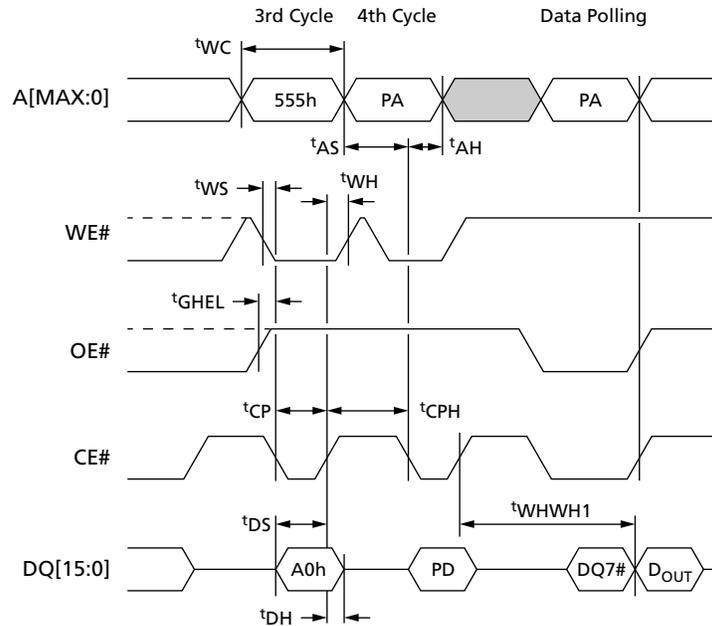 3rd Cycle 4th Cycle Data Polling
tWC
A[MAX:0] 555h PA PA
tAS tAH
tWS tWH
WE#
tGHEL
OE#
tCP tCPH
CE#
tWHWH1
tDS
DQ[15:0] A0h PD DQ7# DOUT
tDH